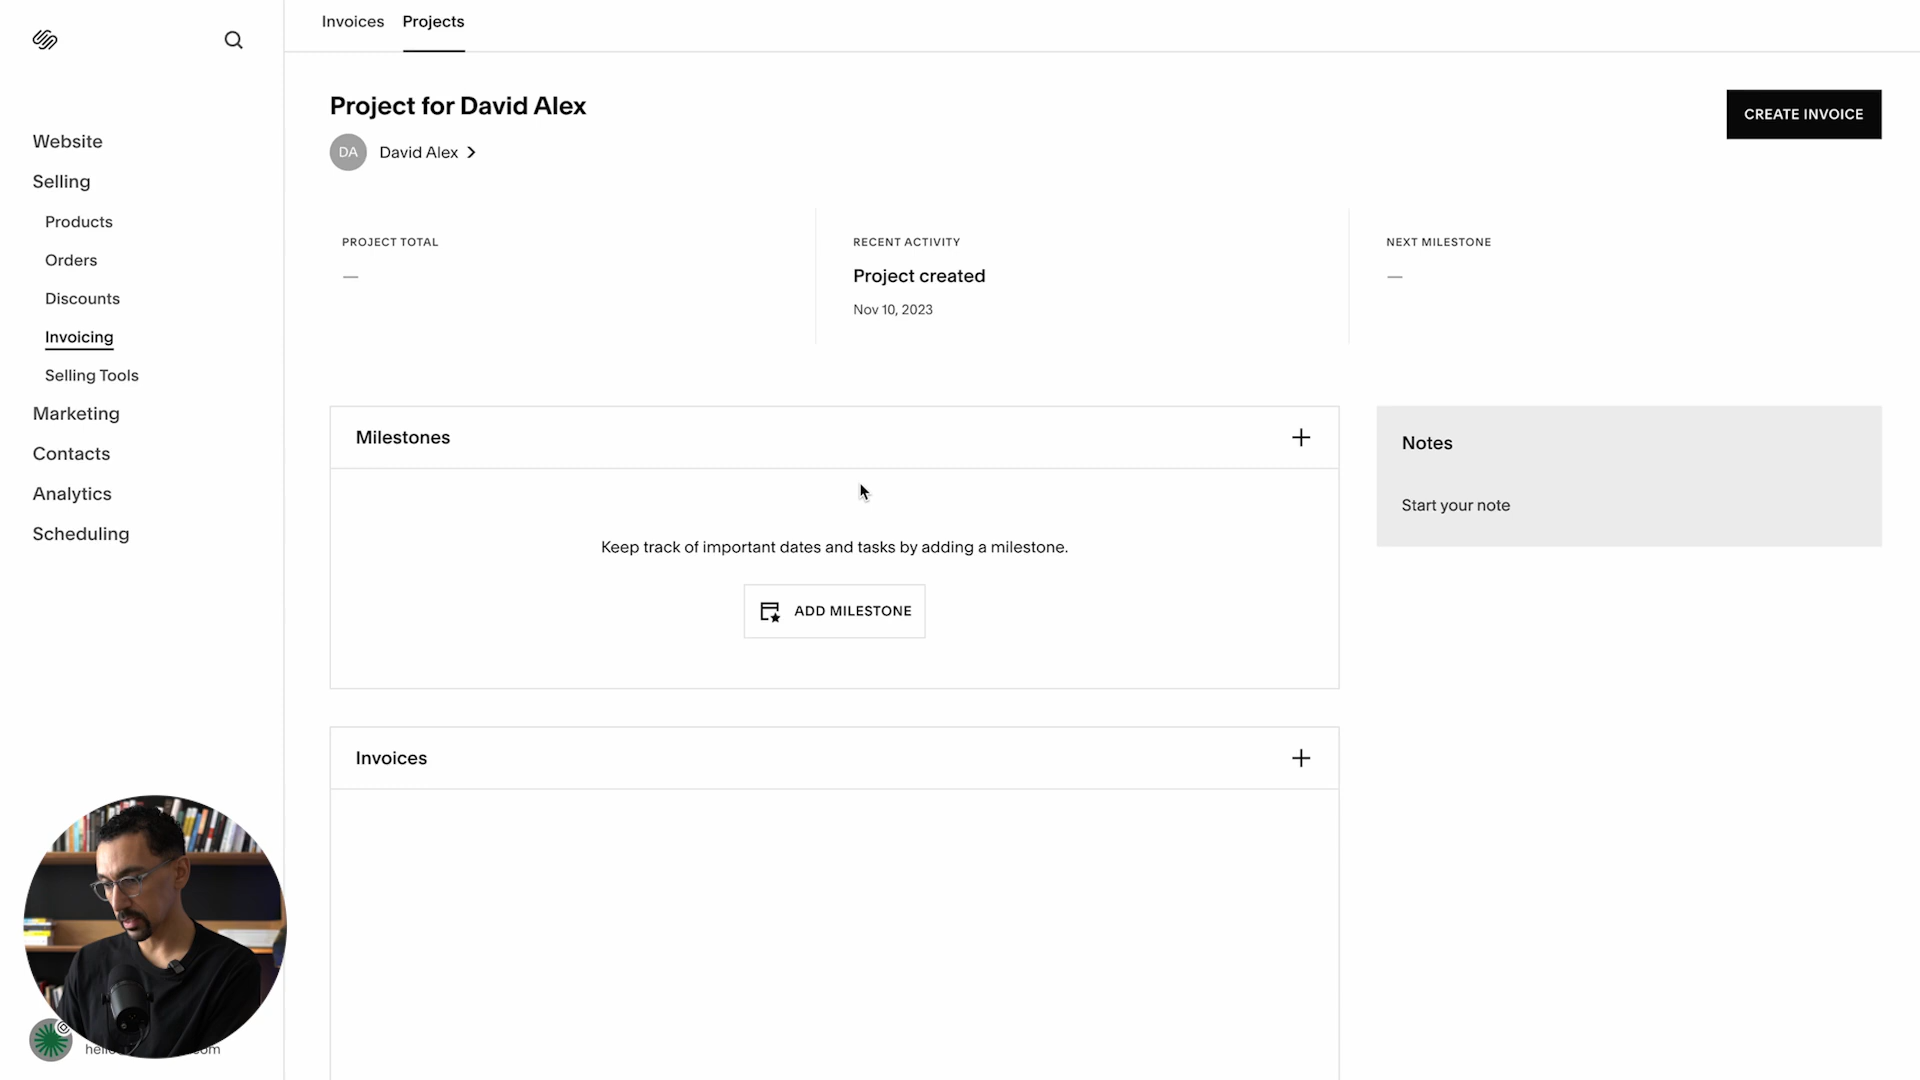 Invoices Projects
Website
Selling
Products
Orders
Discounts
Invoicing
Selling Tools
Marketing
Contacts
Analytics
Scheduling
Project for David Alex
DA David Alex
CREATE INVOICE
PROJECT TOTAL
—
RECENT ACTIVITY
Project created
Nov 10, 2023
NEXT MILESTONE
—
Milestones
Keep track of important dates and tasks by adding a milestone.
ADD MILESTONE
Notes
Start your note
Invoices